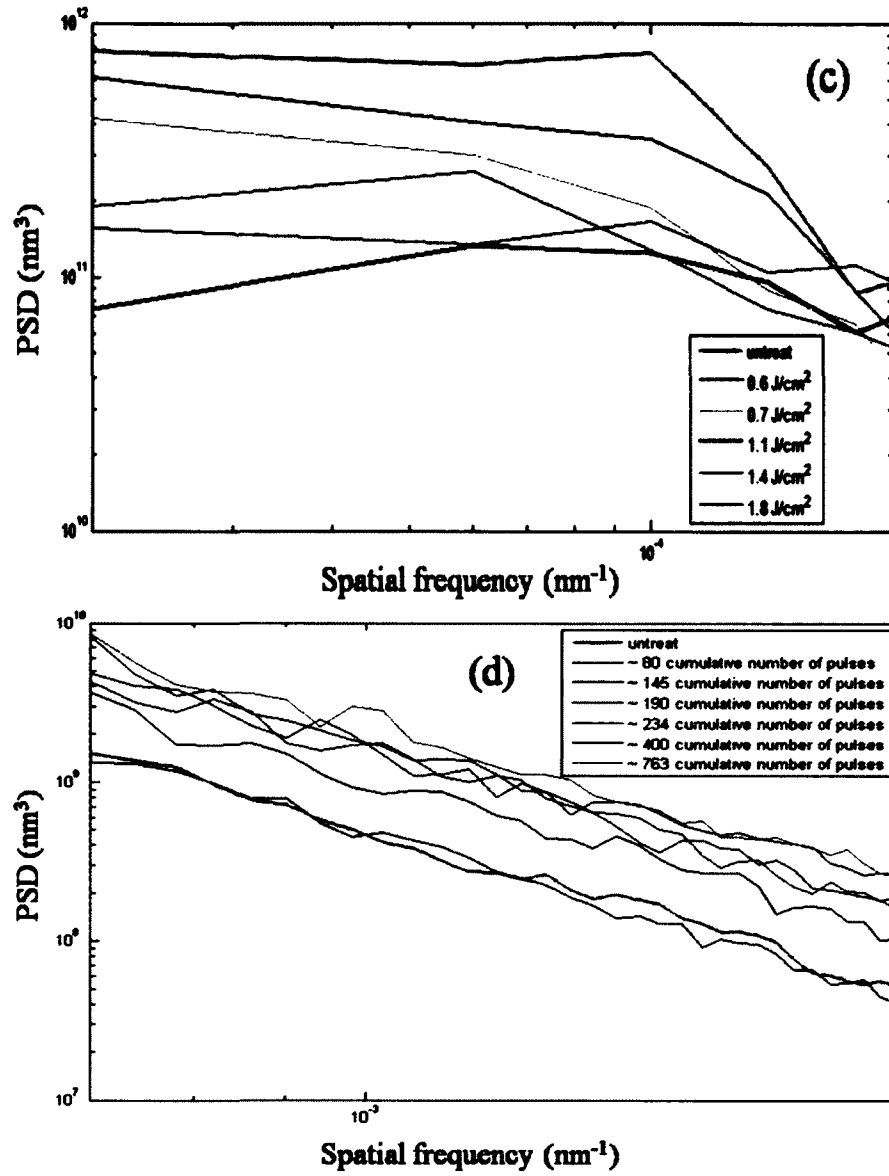 10¹²
(c)
PSD (nm³)
10¹¹
untreat
0.6 J/cm²
0.7 J/cm²
1.1 J/cm²
1.4 J/cm²
1.8 J/cm²
10¹⁰
10⁻⁴
Spatial frequency (nm⁻¹)
10¹⁰
(d)
untreat
~ 80 cumulative number of pulses
~ 145 cumulative number of pulses
~ 190 cumulative number of pulses
~ 234 cumulative number of pulses
~ 400 cumulative number of pulses
~ 763 cumulative number of pulses
PSD (nm³)
10⁹
10⁸
10⁷
10⁻³
Spatial frequency (nm⁻¹)